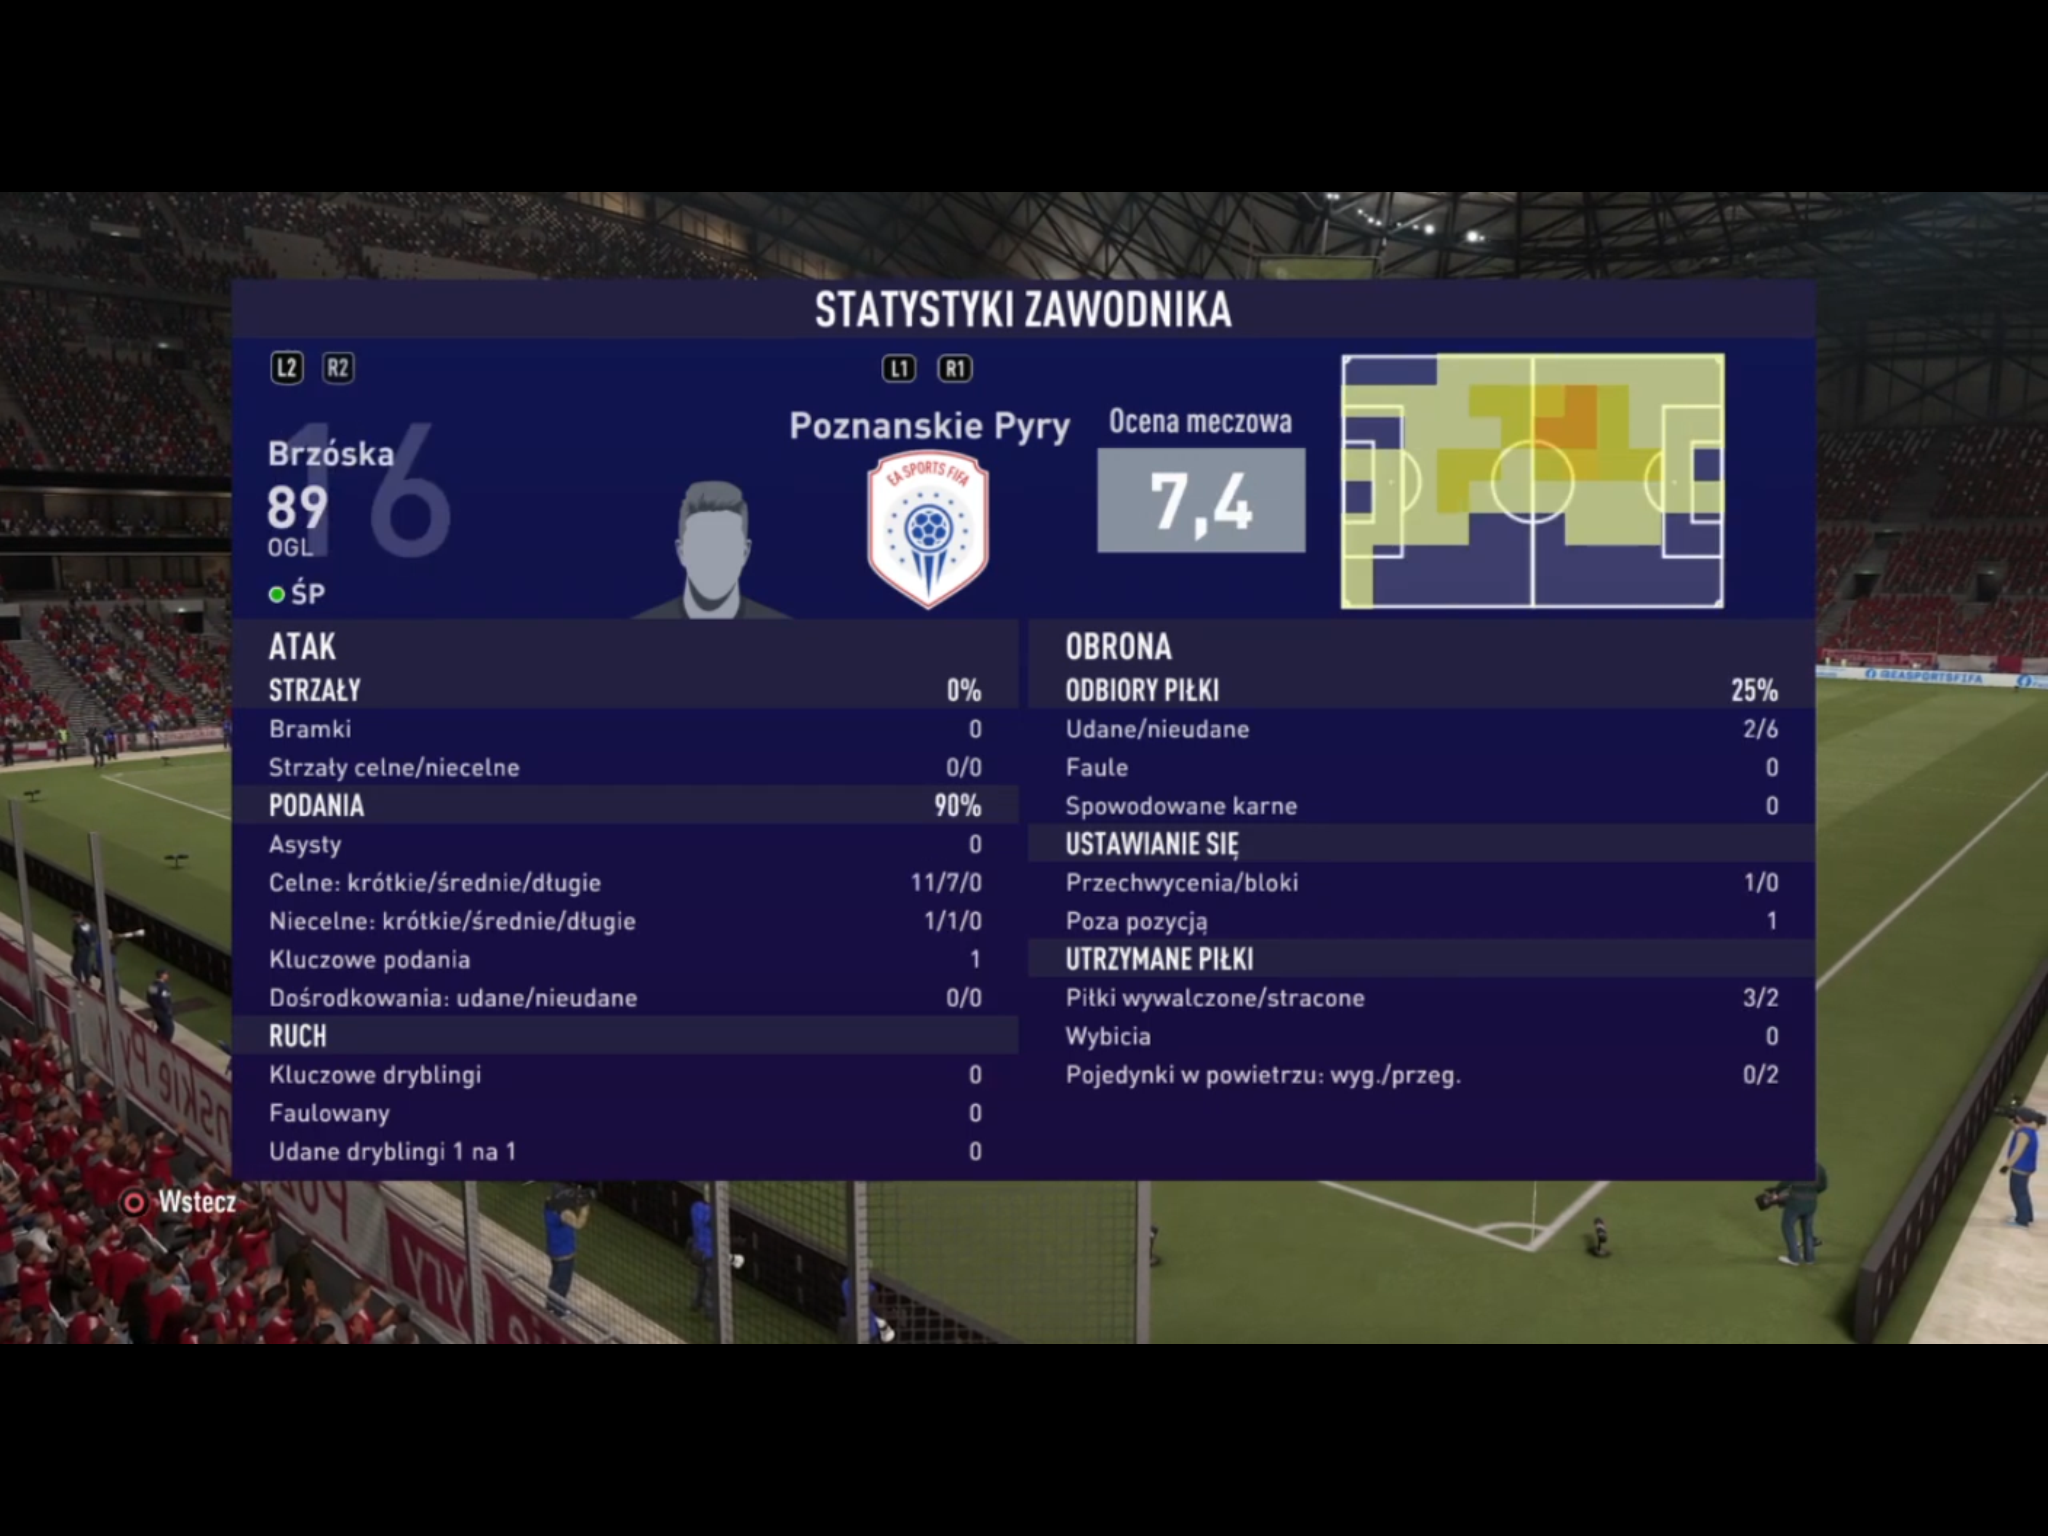 STATYSTYKI ZAWODNIKA
L2 R2
L1 R1
16
Brzóska
89
OGL
ŚP
Poznanskie Pyry
EA SPORTS FIFA
Ocena meczowa
7,4
ATAK
STRZAŁY 0%
Bramki 0
Strzały celne/niecelne 0/0
PODANIA 90%
Asysty 0
Celne: krótkie/średnie/długie 11/7/0
Niecelne: krótkie/średnie/długie 1/1/0
Kluczowe podania 1
Dośrodkowania: udane/nieudane 0/0
RUCH
Kluczowe dryblingi 0
Faulowany 0
Udane dryblingi 1 na 1 0
OBRONA
ODBIORY PIŁKI 25%
Udane/nieudane 2/6
Faule 0
Spowodowane karne 0
USTAWIANIE SIĘ
Przechwycenia/bloki 1/0
Poza pozycją 1
UTRZYMANE PIŁKI
Piłki wywalczone/stracone 3/2
Wybicia 0
Pojedynki w powietrzu: wyg./przeg. 0/2
@EASPORTSFIFA
Wstecz